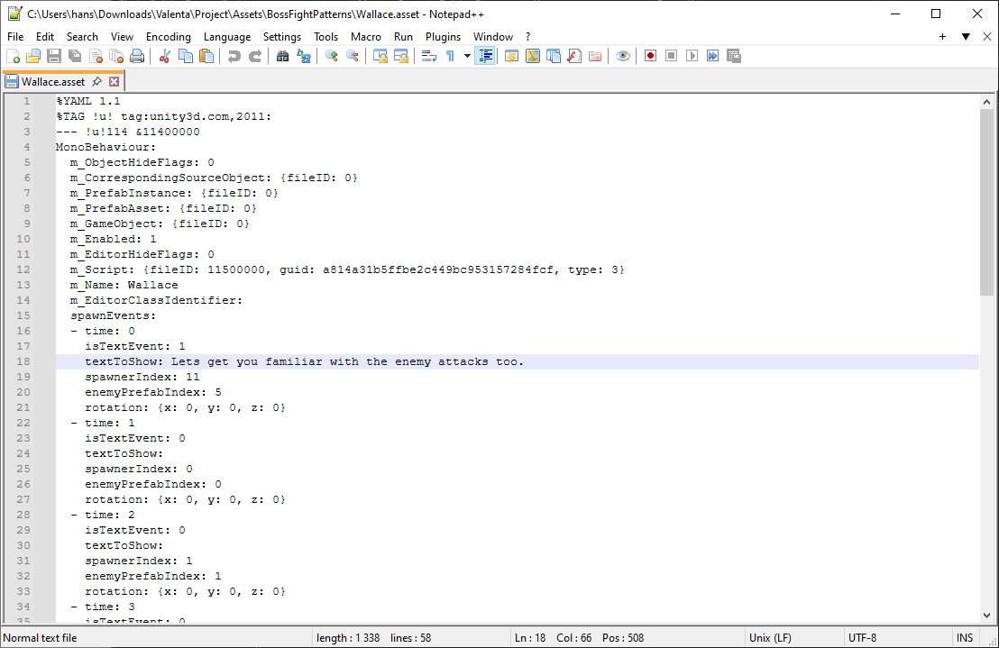 C:\Users\hans\Downloads\Valenta\Project\Assets\BossFightPatterns\Wallace.asset - Notepad++
File Edit Search View Encoding Language Settings Tools Macro Run Plugins Window ?
Wallace.asset
1 %YAML 1.1
2 %TAG !u! tag:unity3d.com,2011:
3 --- !u!114 &11400000
4 MonoBehaviour:
5 m_ObjectHideFlags: 0
6 m_CorrespondingSourceObject: {fileID: 0}
7 m_PrefabInstance: {fileID: 0}
8 m_PrefabAsset: {fileID: 0}
9 m_GameObject: {fileID: 0}
10 m_Enabled: 1
11 m_EditorHideFlags: 0
12 m_Script: {fileID: 11500000, guid: a814a31b5ffbe2c449bc953157284fcf, type: 3}
13 m_Name: Wallace
14 m_EditorClassIdentifier:
15 spawnEvents:
16 - time: 0
17 isTextEvent: 1
18 textToShow: Lets get you familiar with the enemy attacks too.
19 spawnerIndex: 11
20 enemyPrefabIndex: 5
21 rotation: {x: 0, y: 0, z: 0}
22 - time: 1
23 isTextEvent: 0
24 textToShow:
25 spawnerIndex: 0
26 enemyPrefabIndex: 0
27 rotation: {x: 0, y: 0, z: 0}
28 - time: 2
29 isTextEvent: 0
30 textToShow:
31 spawnerIndex: 1
32 enemyPrefabIndex: 1
33 rotation: {x: 0, y: 0, z: 0}
34 - time: 3
35 isTextEvent: 0
Normal text file length : 1 338 lines : 58 Ln : 18 Col : 66 Pos : 508 Unix (LF) UTF-8 INS